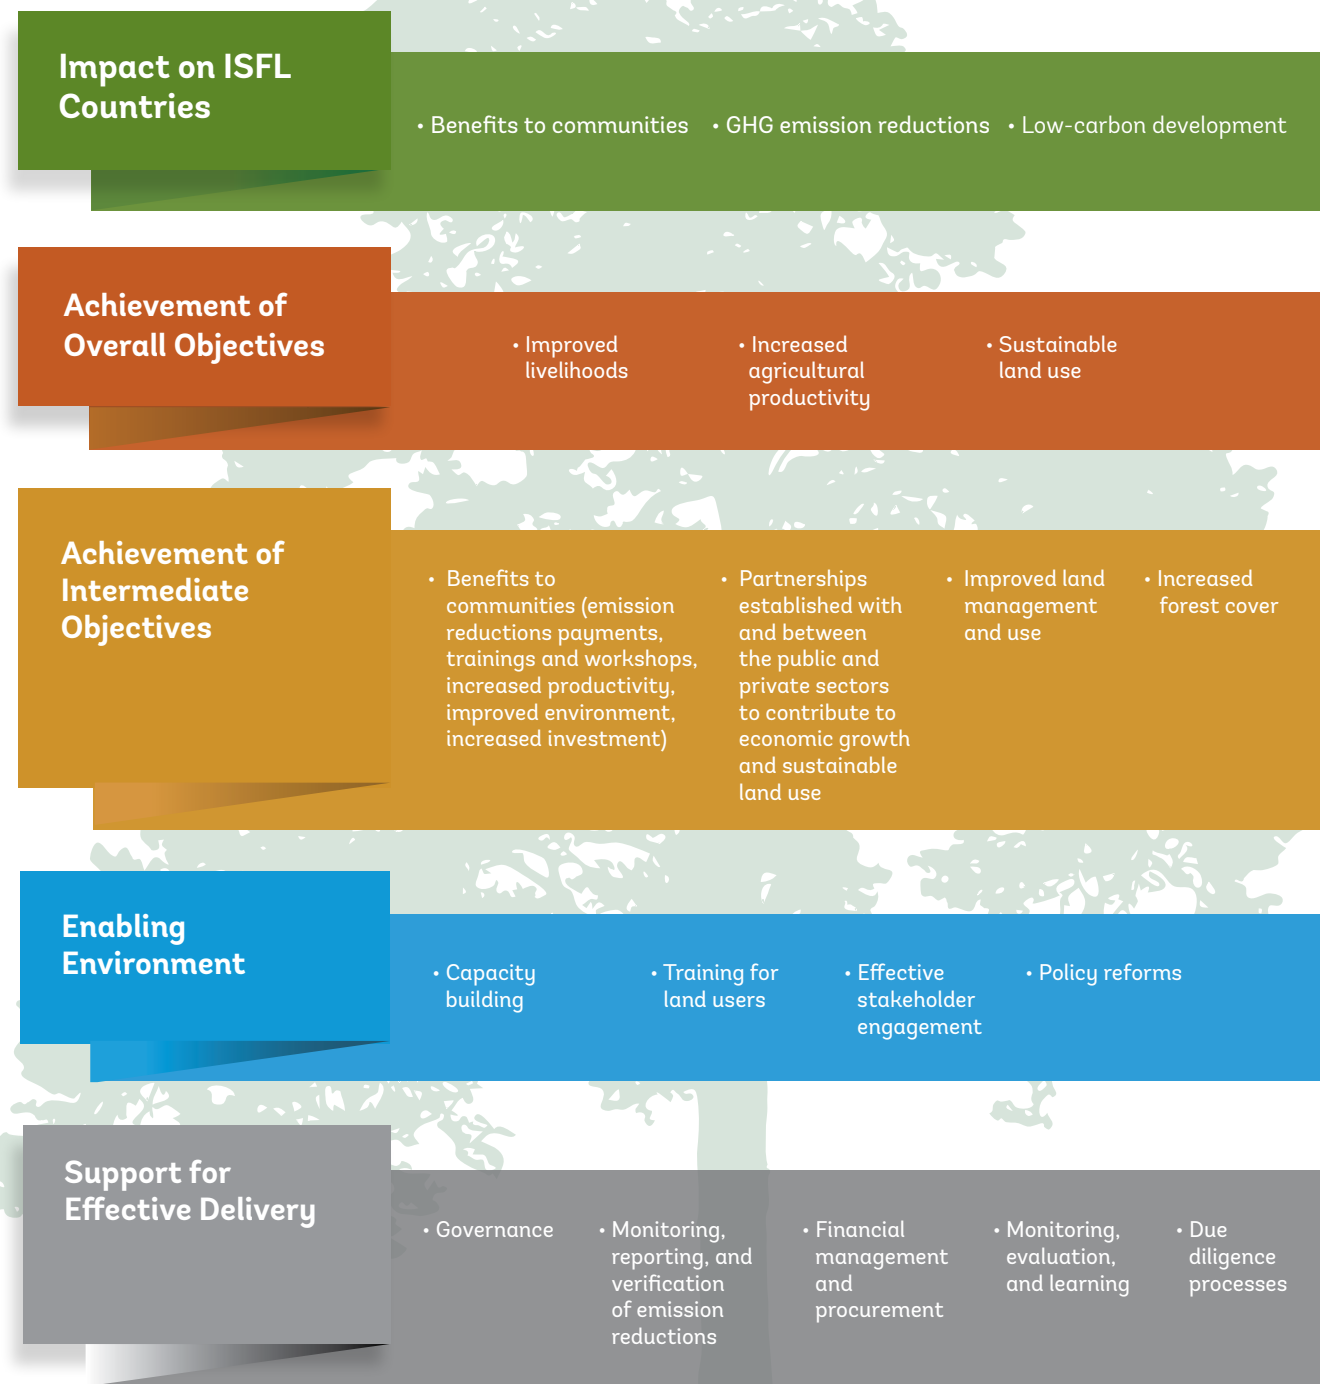 Impact on ISFL
Countries
• Benefits to communities
• GHG emission reductions
• Low-carbon development
Achievement of
Overall Objectives
• Improved
livelihoods
• Increased
agricultural
productivity
• Sustainable
land use
Achievement of
Intermediate
Objectives
• Benefits to
communities (emission
reductions payments,
trainings and workshops,
increased productivity,
improved environment,
increased investment)
• Partnerships
established with
and between
the public and
private sectors
to contribute to
economic growth
and sustainable
land use
• Improved land
management
and use
• Increased
forest cover
Enabling
Environment
• Capacity
building
• Training for
land users
• Effective
stakeholder
engagement
• Policy reforms
Support for
Effective Delivery
• Governance
• Monitoring,
reporting, and
verification
of emission
reductions
• Financial
management
and
procurement
• Monitoring,
evaluation,
and learning
• Due
diligence
processes